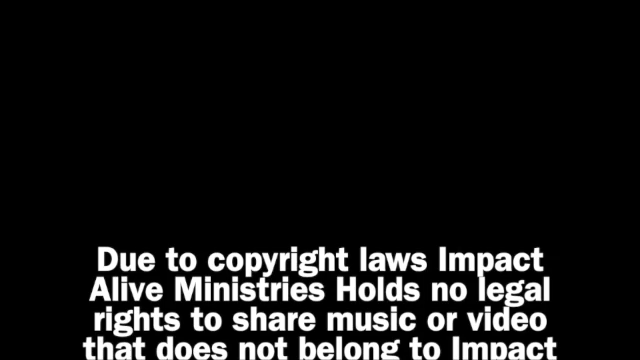 Due to copyright laws Impact
Alive Ministries Holds no legal
rights to share music or video
that does not belong to Impact